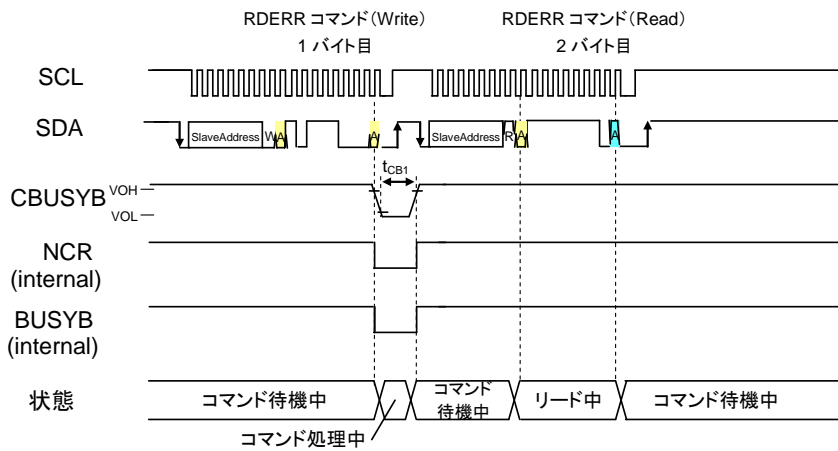 RDERR コマンド(Write)
1 バイト目
RDERR コマンド(Read)
2 バイト目
SCL
SDA
SlaveAddress W A A SlaveAddress R A A
tCB1
CBUSYB VOH
VOL
NCR
(internal)
BUSYB
(internal)
状態
コマンド待機中
コマンド
待機中
リード中
コマンド待機中
コマンド処理中